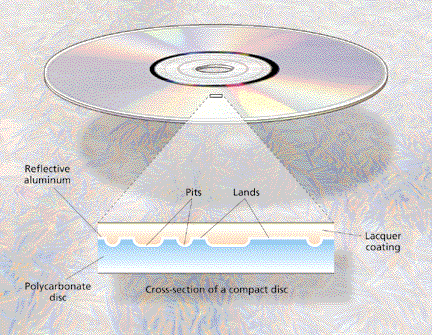 Reflective
aluminum
Pits
Lands
Lacquer
coating
Polycarbonate
disc
Cross-section of a compact disc